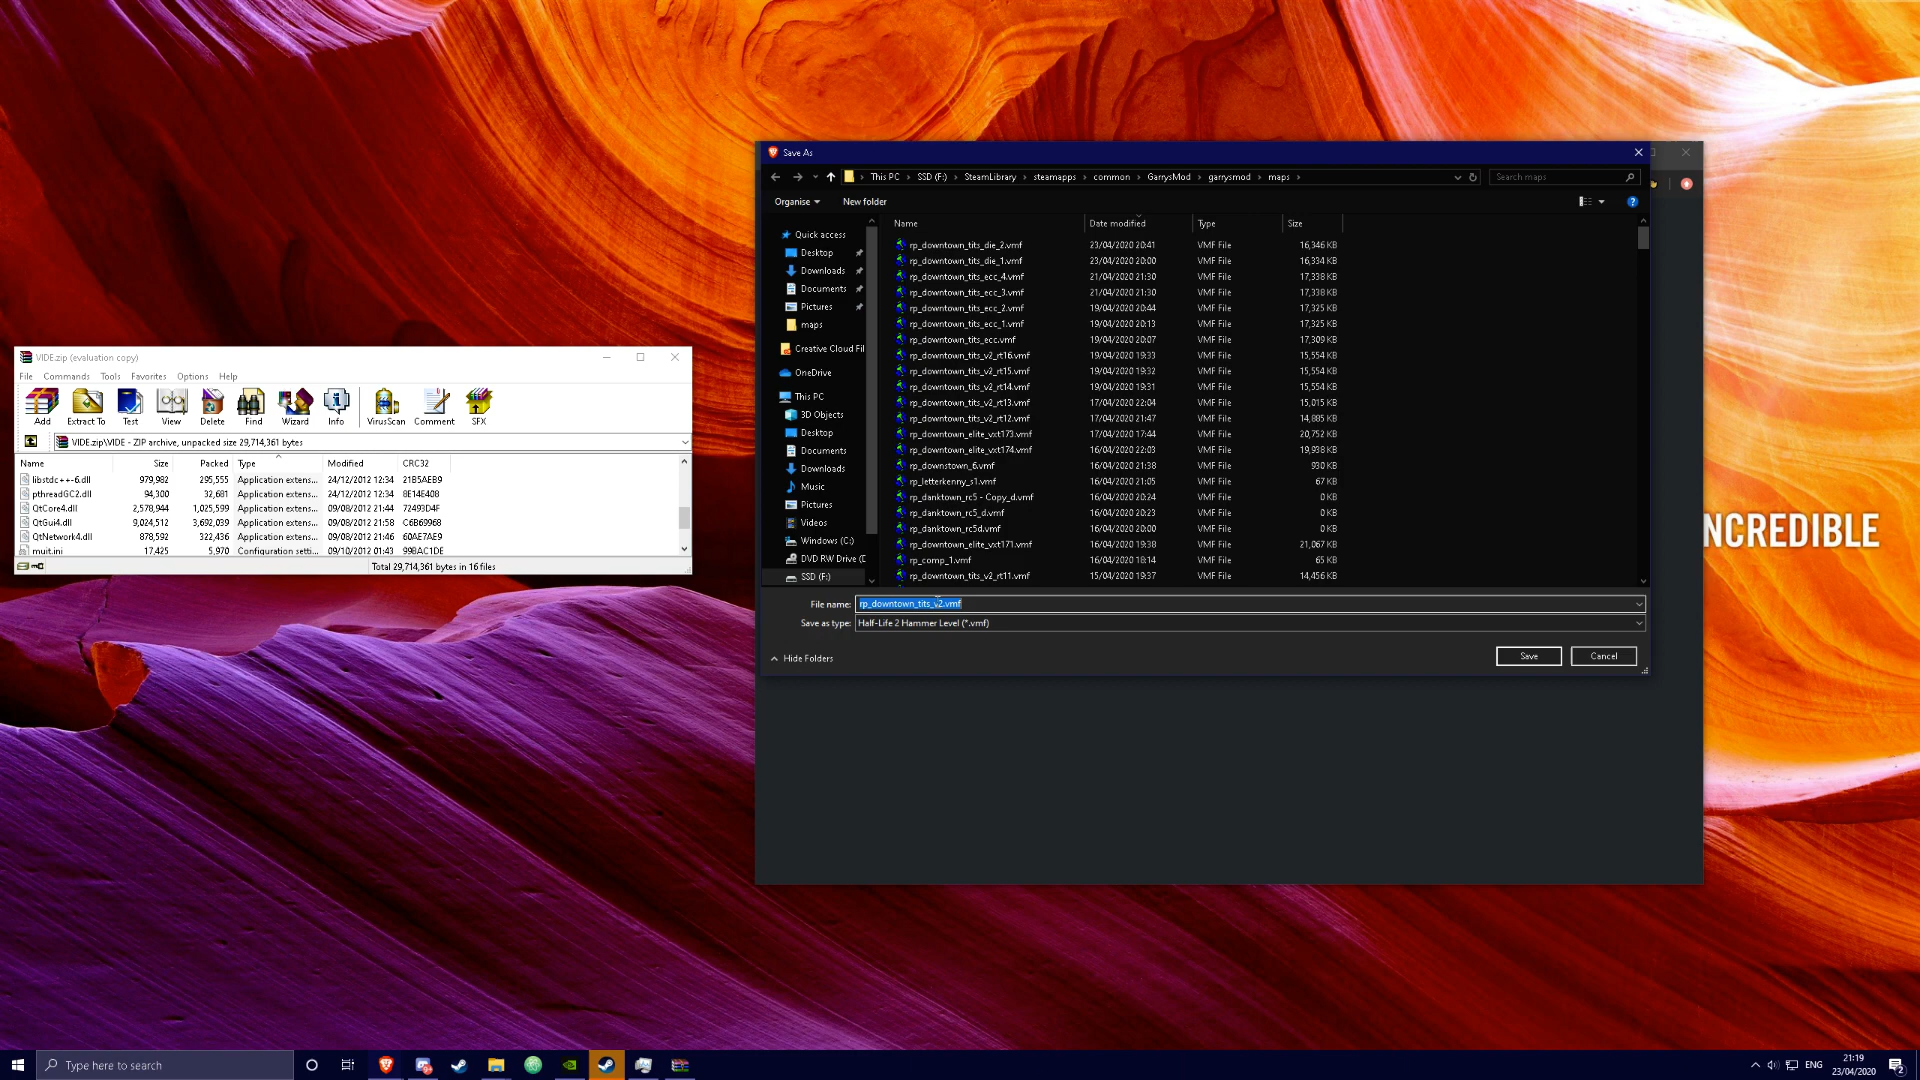 Save As
This PC > SSD (F:) > SteamLibrary > steamapps > common > GarrysMod > garrysmod > maps >
Search maps
Organise
New folder
Name Date modified Type Size
Quick access
Desktop
Downloads
Documents
Pictures
maps
Creative Cloud Fil
OneDrive
This PC
3D Objects
Desktop
Documents
Downloads
Music
Pictures
Videos
Windows (C:)
DVD RW Drive (D
SSD (F:)
rp_downtown_tits_die_2.vmf 23/04/2020 20:41 VMF File 16,346 KB
rp_downtown_tits_die_1.vmf 23/04/2020 20:00 VMF File 16,334 KB
rp_downtown_tits_ecc_4.vmf 21/04/2020 21:30 VMF File 17,338 KB
rp_downtown_tits_ecc_3.vmf 21/04/2020 21:30 VMF File 17,338 KB
rp_downtown_tits_ecc_2.vmf 19/04/2020 20:44 VMF File 17,325 KB
rp_downtown_tits_ecc_1.vmf 19/04/2020 20:13 VMF File 17,325 KB
rp_downtown_tits_ecc.vmf 19/04/2020 20:07 VMF File 17,309 KB
rp_downtown_tits_v2_rt16.vmf 19/04/2020 19:33 VMF File 15,554 KB
rp_downtown_tits_v2_rt15.vmf 19/04/2020 19:32 VMF File 15,554 KB
rp_downtown_tits_v2_rt14.vmf 19/04/2020 19:31 VMF File 15,554 KB
rp_downtown_tits_v2_rt13.vmf 17/04/2020 22:04 VMF File 15,015 KB
rp_downtown_tits_v2_rt12.vmf 17/04/2020 21:47 VMF File 14,885 KB
rp_downtown_elite_vxt173.vmf 17/04/2020 17:44 VMF File 20,752 KB
rp_downtown_elite_vxt174.vmf 16/04/2020 22:03 VMF File 19,938 KB
rp_downstown_6.vmf 16/04/2020 21:38 VMF File 930 KB
rp_letterkenny_s1.vmf 16/04/2020 21:05 VMF File 67 KB
rp_danktown_rc5 - Copy_d.vmf 16/04/2020 20:24 VMF File 0 KB
rp_danktown_rc5_d.vmf 16/04/2020 20:23 VMF File 0 KB
rp_danktown_rc5d.vmf 16/04/2020 20:00 VMF File 0 KB
rp_downtown_elite_vxt171.vmf 16/04/2020 19:38 VMF File 21,067 KB
rp_comp_1.vmf 16/04/2020 18:14 VMF File 65 KB
rp_downtown_tits_v2_rt11.vmf 15/04/2020 19:37 VMF File 14,456 KB
File name: rp_downtown_tits_v2.vmf
Save as type: Half-Life 2 Hammer Level (*.vmf)
Hide Folders
Save
Cancel
VIDE.zip (evaluation copy)
File Commands Tools Favorites Options Help
Add Extract To Test View Delete Find Wizard Info VirusScan Comment SFX
VIDE.zip\VIDE - ZIP archive, unpacked size 29,714,361 bytes
Name Size Packed Type Modified CRC32
libstdc++-6.dll 979,982 295,555 Application extens... 24/12/2012 12:34 21B5AEB9
pthreadGC2.dll 94,300 32,681 Application extens... 24/12/2012 12:34 8E14E408
QtCore4.dll 2,578,944 1,025,599 Application extens... 09/08/2012 21:44 72493D4F
QtGui4.dll 9,024,512 3,692,039 Application extens... 09/08/2012 21:58 C6B69968
QtNetwork4.dll 878,592 322,436 Application extens... 09/08/2012 21:46 60AE7AE9
muit.ini 17,425 5,970 Configuration setti... 09/10/2012 01:43 99BAC1DE
Total 29,714,361 bytes in 16 files
NCREDIBLE
Type here to search
ENG
21:19
23/04/2020
2